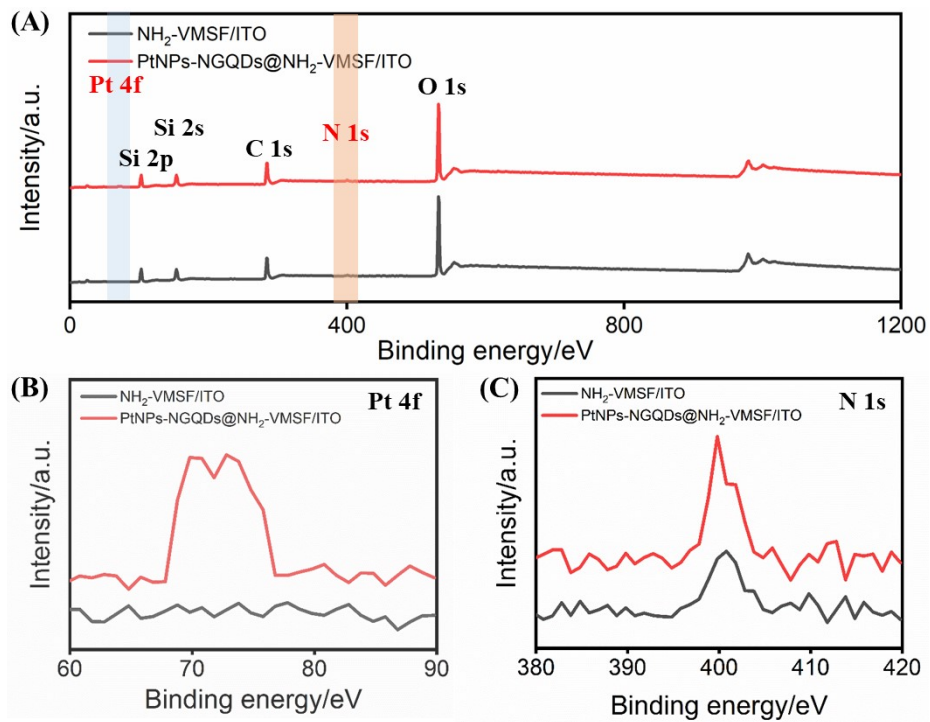 (A)
NH₂-VMSF/ITO
PtNPs-NGQDs@NH₂-VMSF/ITO
Pt 4f
Si 2p
Si 2s
C 1s
N 1s
O 1s
Intensity/a.u.
0 400 800 1200
Binding energy/eV
(B)
NH₂-VMSF/ITO
PtNPs-NGQDs@NH₂-VMSF/ITO
Pt 4f
Intensity/a.u.
60 70 80 90
Binding energy/eV
(C)
NH₂-VMSF/ITO
PtNPs-NGQDs@NH₂-VMSF/ITO
N 1s
Intensity/a.u.
380 390 400 410 420
Binding energy/eV